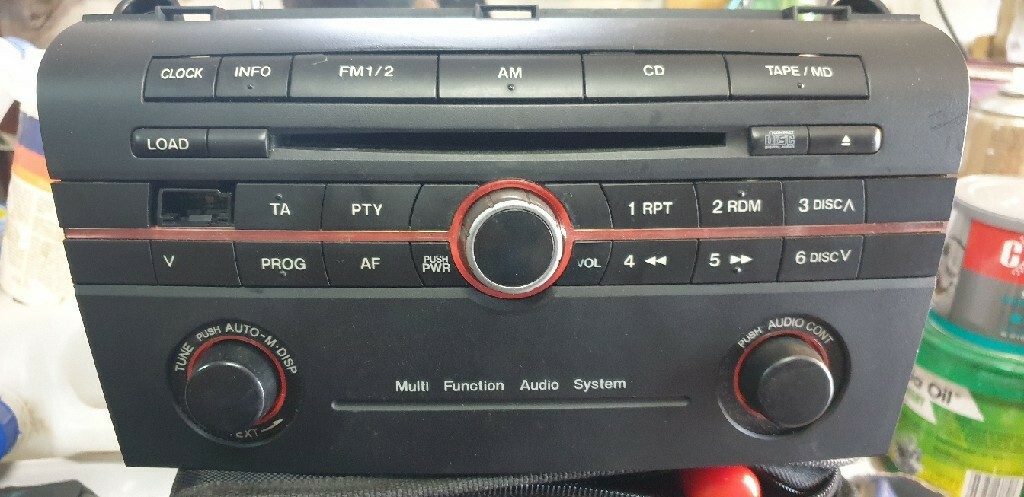 CLOCK INFO FM1/2 AM CD TAPE / MD
LOAD DISC
TA PTY 1 RPT 2 RDM 3 DISC∧
V PROG AF PUSH PWR VOL 4 ◀◀ 5 ▶▶ 6 DISC∨
TUNE PUSH AUTO-M·DISP
PUSH AUDIO CONT
Multi Function Audio System
EXT
Oil